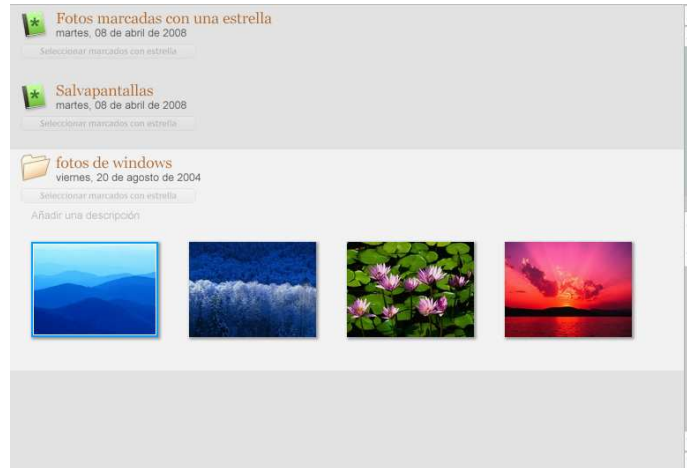 Fotos marcadas con una estrella
martes, 08 de abril de 2008
Seleccionar marcados con estrella
Salvapantallas
martes, 08 de abril de 2008
Seleccionar marcados con estrella
fotos de windows
viernes, 20 de agosto de 2004
Seleccionar marcados con estrella
Añadir una descripción